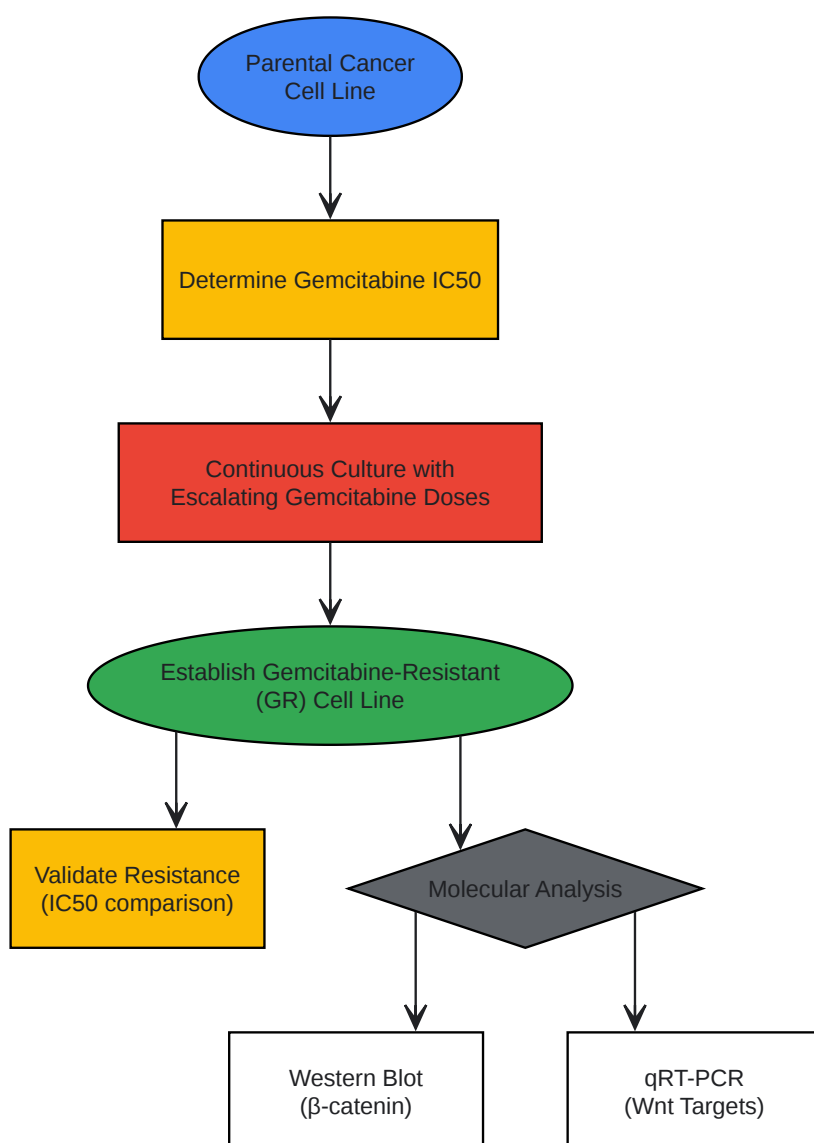 Parental Cancer
Cell Line
Determine Gemcitabine IC50
Continuous Culture with
Escalating Gemcitabine Doses
Establish Gemcitabine-Resistant
(GR) Cell Line
Validate Resistance
(IC50 comparison)
Molecular Analysis
Western Blot
(β-catenin)
qRT-PCR
(Wnt Targets)